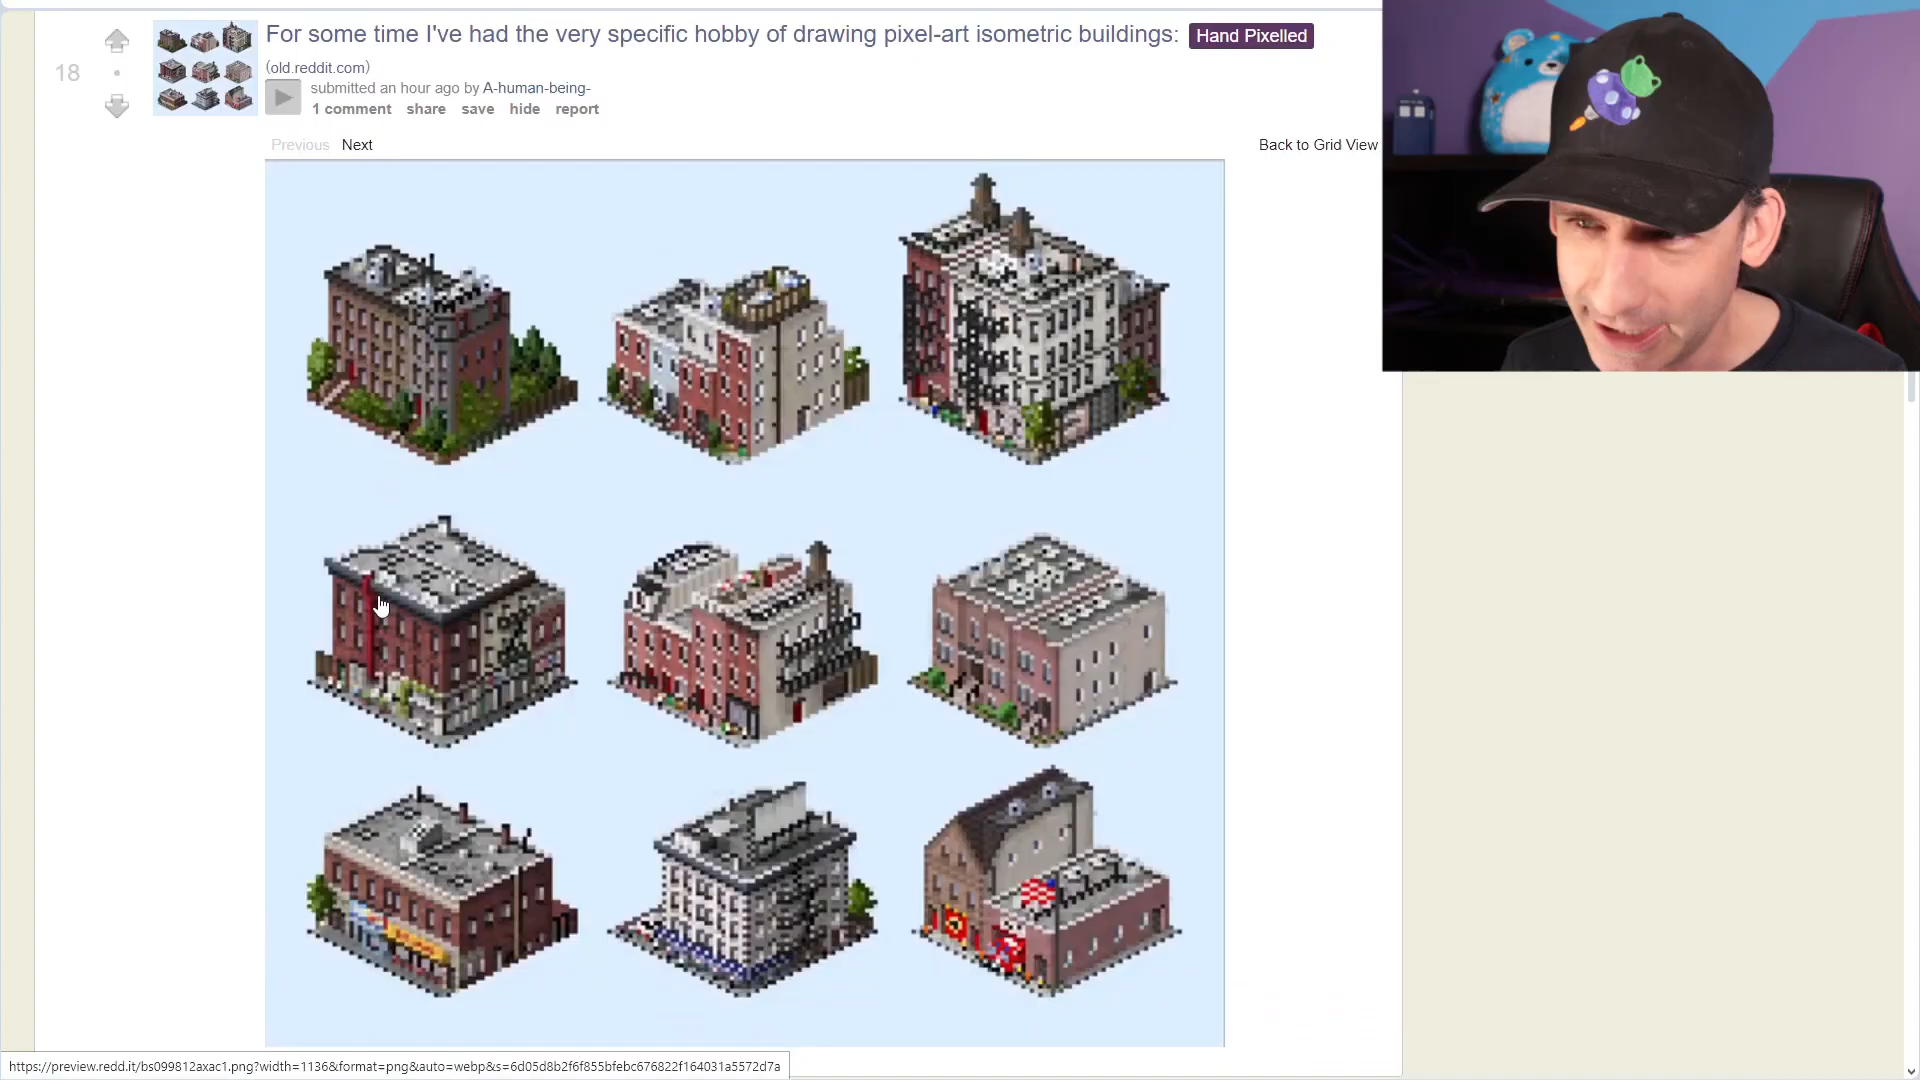 For some time I've had the very specific hobby of drawing pixel-art isometric buildings: Hand Pixelled
(old.reddit.com)
18
submitted an hour ago by A-human-being-
1 comment share save hide report
Previous Next Back to Grid View
https://preview.redd.it/bs099812axac1.png?width=1136&format=png&auto=webp&s=6d05d8b2f6f855bfebc676822f164031a5572d7a